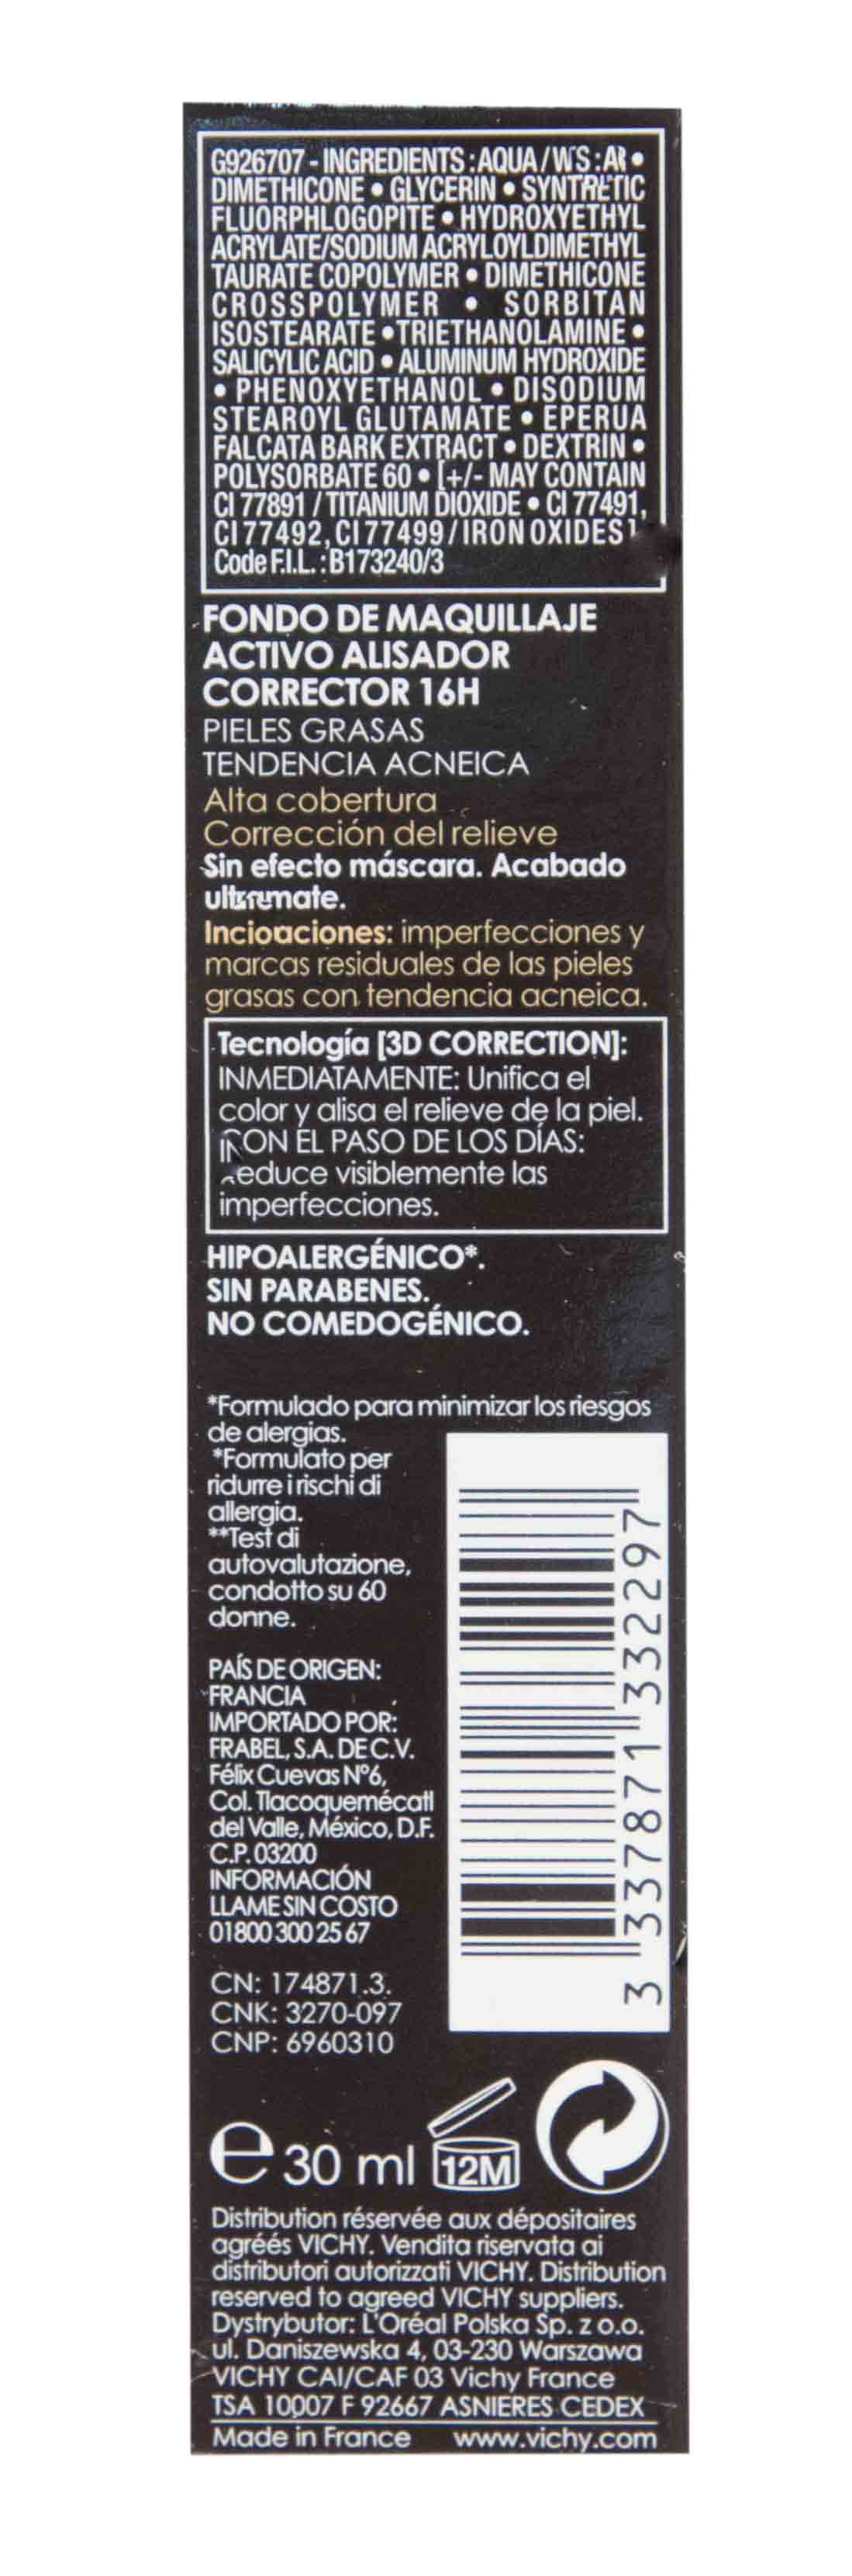 G926707 - INGREDIENTS : AQUA /
DIMETHICONE • GLYCERIN • SYNTHETIC
FLUORPHLOGOPITE • HYDROXYETHYL
ACRYLATE/SODIUM ACRYLOYLDIMETHYL
TAURATE COPOLYMER • DIMETHICONE
CROSSPOLYMER • SORBITAN
ISOSTEARATE • TRIETHANOLAMINE •
SALICYLIC ACID • ALUMINUM HYDROXIDE
• PHENOXYETHANOL • DISODIUM
STEAROYL GLUTAMATE • EPERUA
FALCATA BARK EXTRACT • DEXTRIN •
POLYSORBATE 60 • [+/- MAY CONTAIN
CI 77891 / TITANIUM DIOXIDE • CI 77491,
CI 77492, CI 77499 / IRON OXIDES]
Code F.I.L. : B173240/3
FONDO DE MAQUILLAJE
ACTIVO ALISADOR
CORRECTOR 16H
PIELES GRASAS
TENDENCIA ACNEICA
Alta cobertura
Corrección del relieve
Sin efecto máscara. Acabado
ultramate.
imperfecciones y
marcas residuales de las pieles
grasas con tendencia acneica.
Tecnología [3D CORRECTION]:
INMEDIATAMENTE: Unifica el
color y alisa el relieve de la piel.
CON EL PASO DE LOS DÍAS:
reduce visiblemente las
imperfecciones.
HIPOALERGÉNICO*.
SIN PARABENES.
NO COMEDOGÉNICO.
*Formulado para minimizar los riesgos
de alergias.
*Formulato per
ridurre i rischi di
allergia.
**Test di
autovalutazione,
condotto su 60
donne.
PAÍS DE ORIGEN:
FRANCIA
IMPORTADO POR:
FRABEL, S.A. DE C.V.
Félix Cuevas Nº6,
Col. Tlacoquemécatl
del Valle, México, D.F.
C.P. 03200
INFORMACIÓN
LLAME SIN COSTO
01800 300 25 67
3 337871 332297
CN: 174871.3.
CNK: 3270-097
CNP: 6960310
e 30 ml 12M
Distribution réservée aux dépositaires
agréés VICHY. Vendita riservata ai
distributori autorizzati VICHY. Distribution
reserved to agreed VICHY suppliers.
Dystrybutor: L'Oréal Polska Sp. z o.o.
ul. Daniszewska 4, 03-230 Warszawa
VICHY CAI/CAF 03 Vichy France
TSA 10007 F 92667 ASNIERES CEDEX
Made in France www.vichy.com